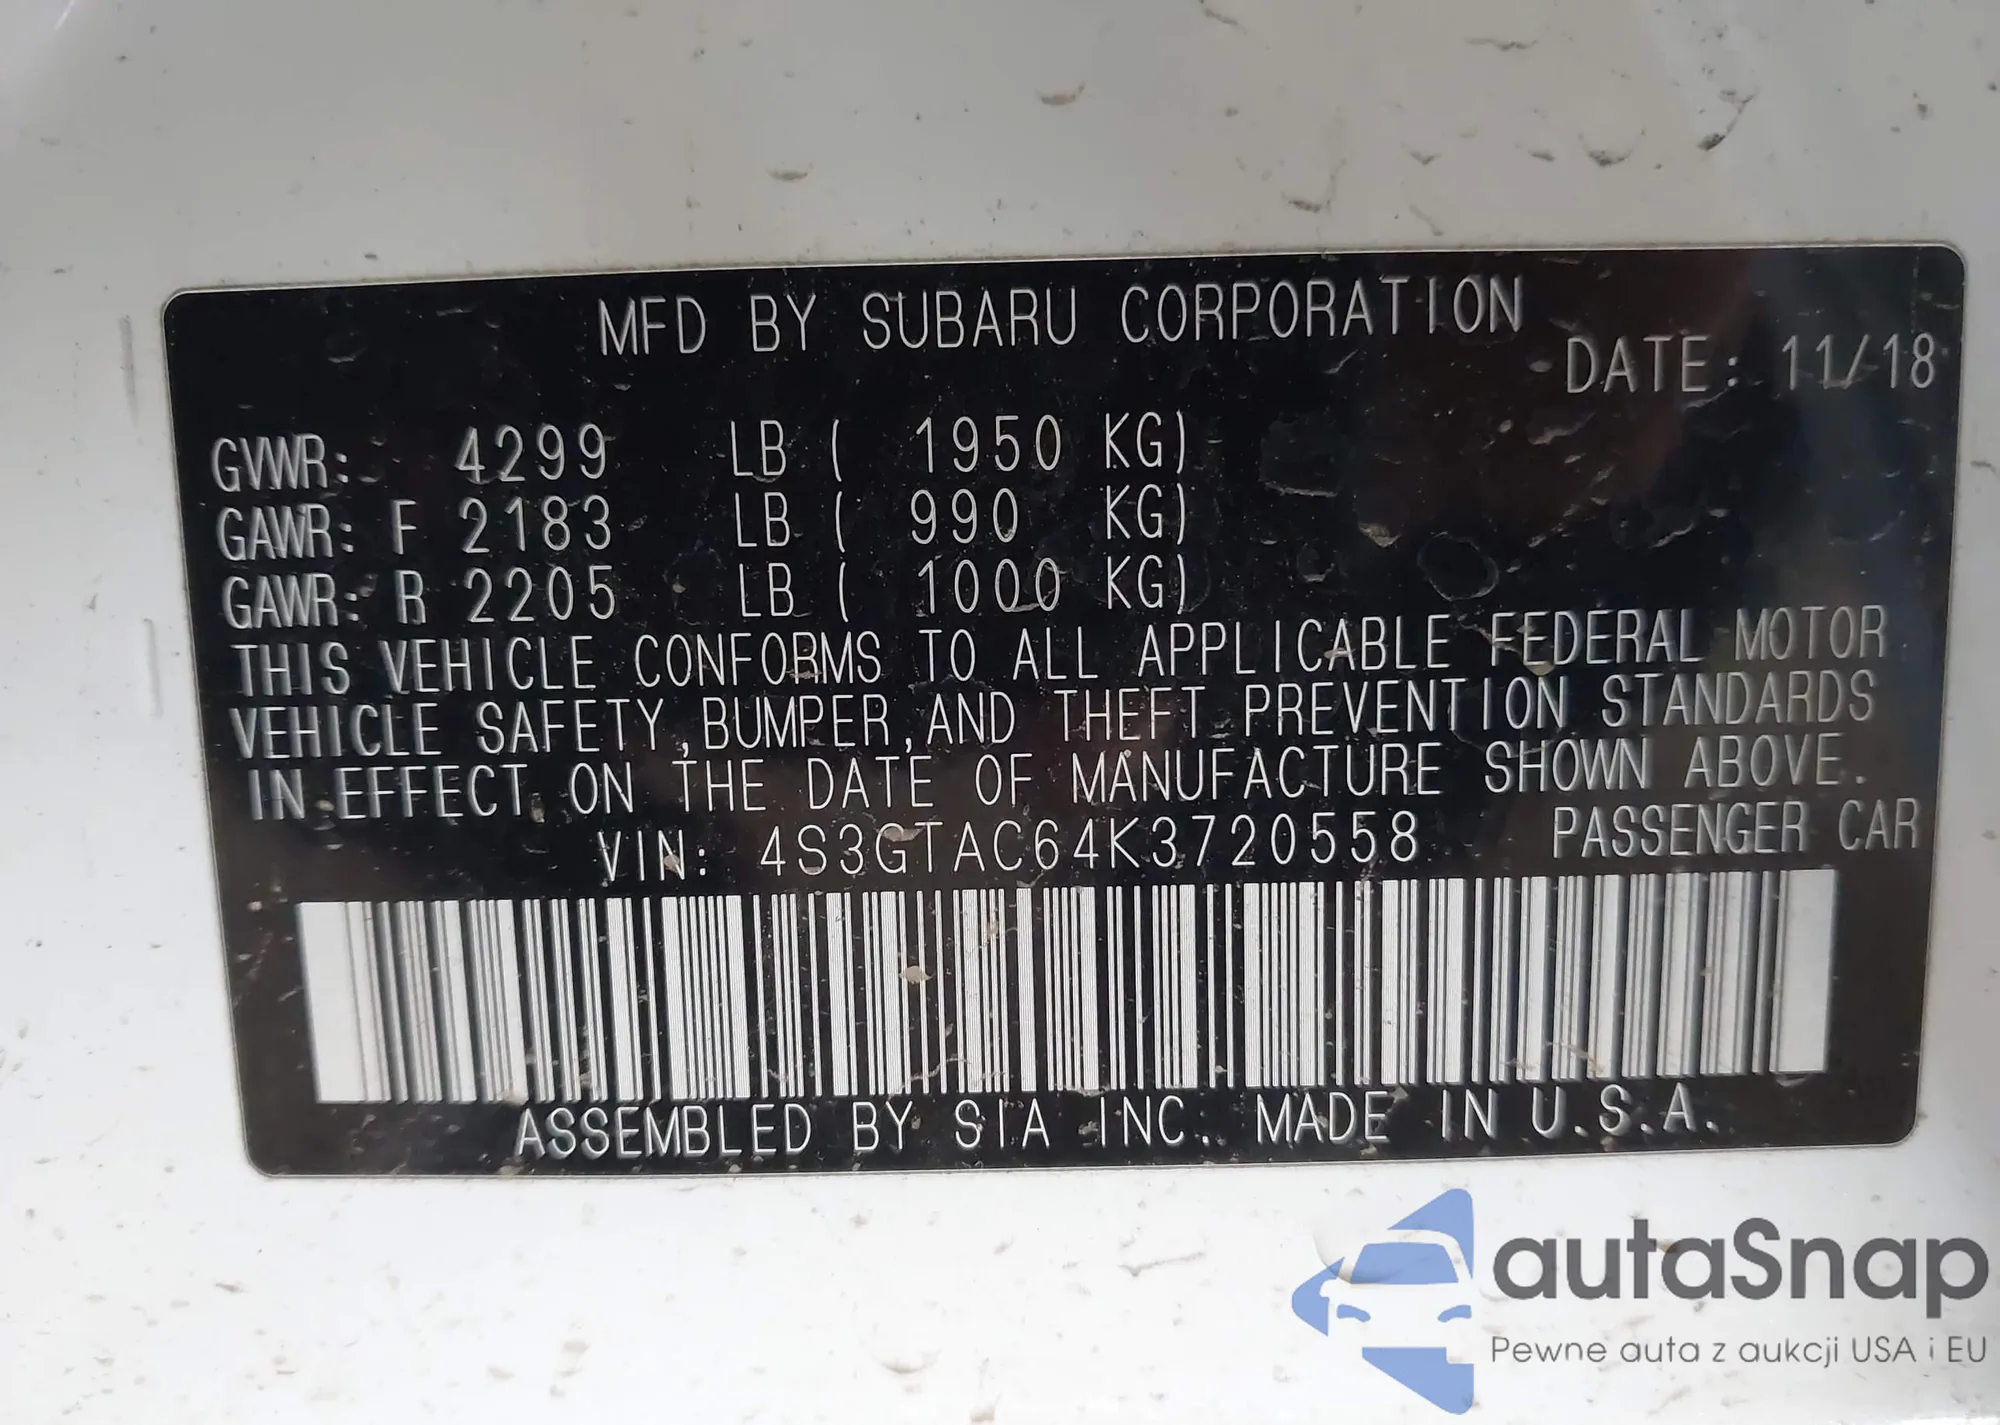 MFD BY SUBARU CORPORATION
DATE: 11/18
GVWR: 4299 LB ( 1950 KG)
GAWR: F 2183 LB ( 990 KG)
GAWR: R 2205 LB ( 1000 KG)
THIS VEHICLE CONFORMS TO ALL APPLICABLE FEDERAL MOTOR
VEHICLE SAFETY, BUMPER, AND THEFT PREVENTION STANDARDS
IN EFFECT ON THE DATE OF MANUFACTURE SHOWN ABOVE.
VIN: 4S3GTAC64K3720558 PASSENGER CAR
ASSEMBLED BY SIA INC. MADE IN U.S.A.
autaSnap
Pewne auta z aukcji USA i EU